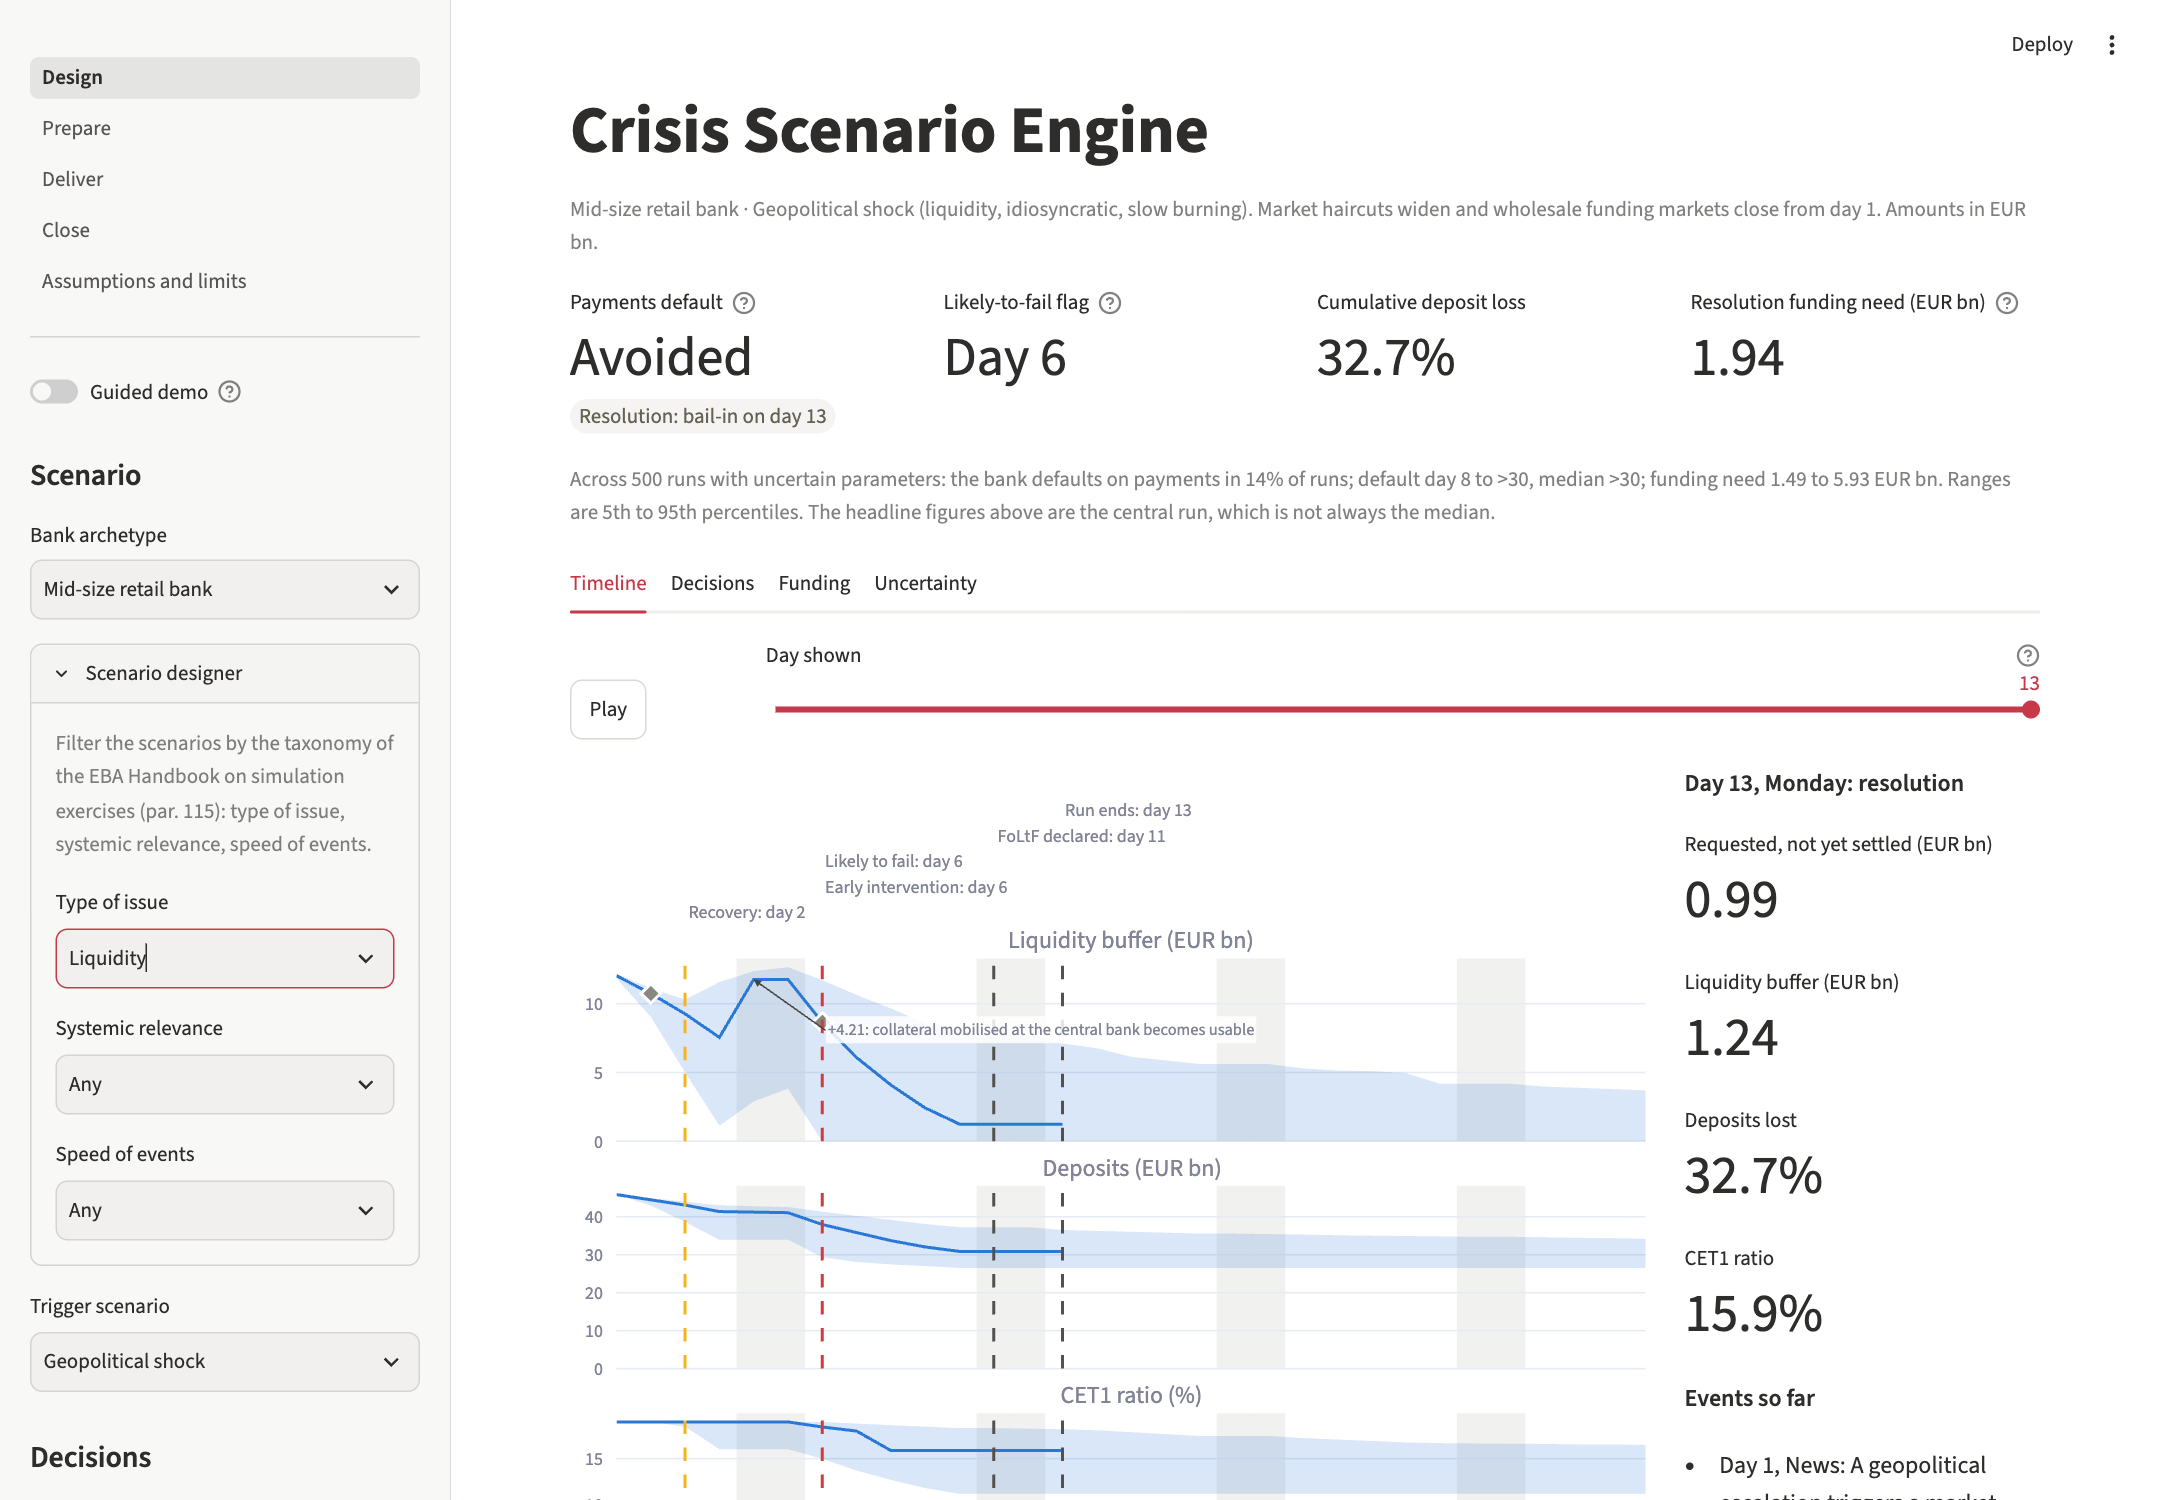 Deploy
Design
Prepare
Deliver
Close
Assumptions and limits
Guided demo
Scenario
Bank archetype
Mid-size retail bank
Scenario designer
Filter the scenarios by the taxonomy of
the EBA Handbook on simulation
exercises (par. 115): type of issue,
systemic relevance, speed of events.
Type of issue
Liquidity
Systemic relevance
Any
Speed of events
Any
Trigger scenario
Geopolitical shock
Decisions
Crisis Scenario Engine
Mid-size retail bank · Geopolitical shock (liquidity, idiosyncratic, slow burning). Market haircuts widen and wholesale funding markets close from day 1. Amounts in EUR
bn.
Payments default
Avoided
Resolution: bail-in on day 13
Likely-to-fail flag
Day 6
Cumulative deposit loss
32.7%
Resolution funding need (EUR bn)
1.94
Across 500 runs with uncertain parameters: the bank defaults on payments in 14% of runs; default day 8 to >30, median >30; funding need 1.49 to 5.93 EUR bn. Ranges
are 5th to 95th percentiles. The headline figures above are the central run, which is not always the median.
Timeline Decisions Funding Uncertainty
Play
Day shown
13
Run ends: day 13
FoLtF declared: day 11
Likely to fail: day 6
Early intervention: day 6
Recovery: day 2
Liquidity buffer (EUR bn)
10
+4.21: collateral mobilised at the central bank becomes usable
5
0
Deposits (EUR bn)
40
30
20
10
0
CET1 ratio (%)
15
Day 13, Monday: resolution
Requested, not yet settled (EUR bn)
0.99
Liquidity buffer (EUR bn)
1.24
Deposits lost
32.7%
CET1 ratio
15.9%
Events so far
• Day 1, News: A geopolitical
escalation triggers a market